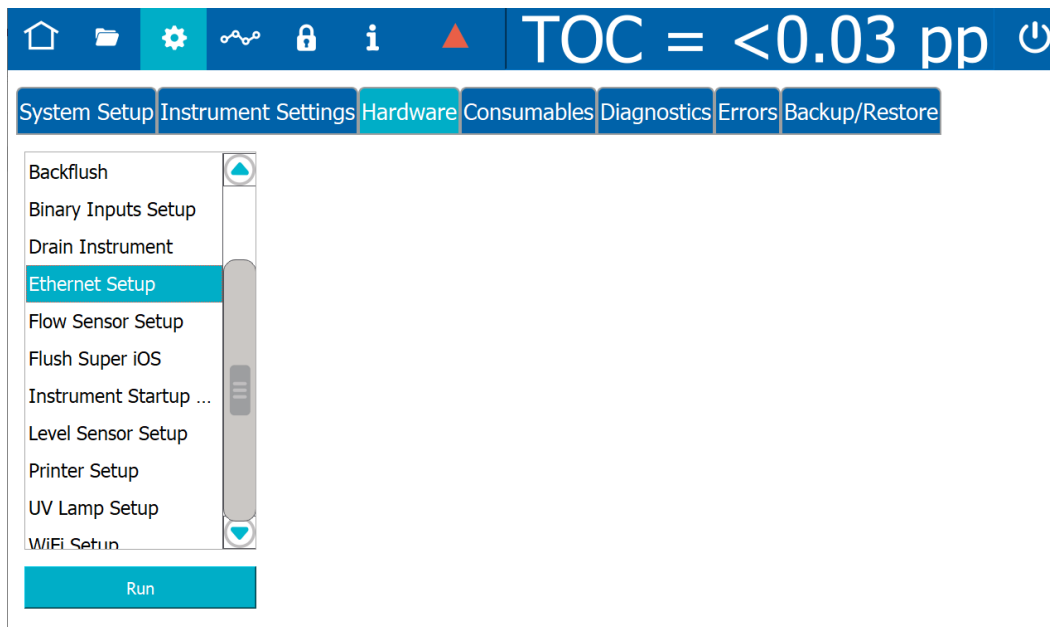 TOC = <0.03 pp
System Setup Instrument Settings Hardware Consumables Diagnostics Errors Backup/Restore
Backflush
Binary Inputs Setup
Drain Instrument
Ethernet Setup
Flow Sensor Setup
Flush Super iOS
Instrument Startup ...
Level Sensor Setup
Printer Setup
UV Lamp Setup
WiFi Setup
Run